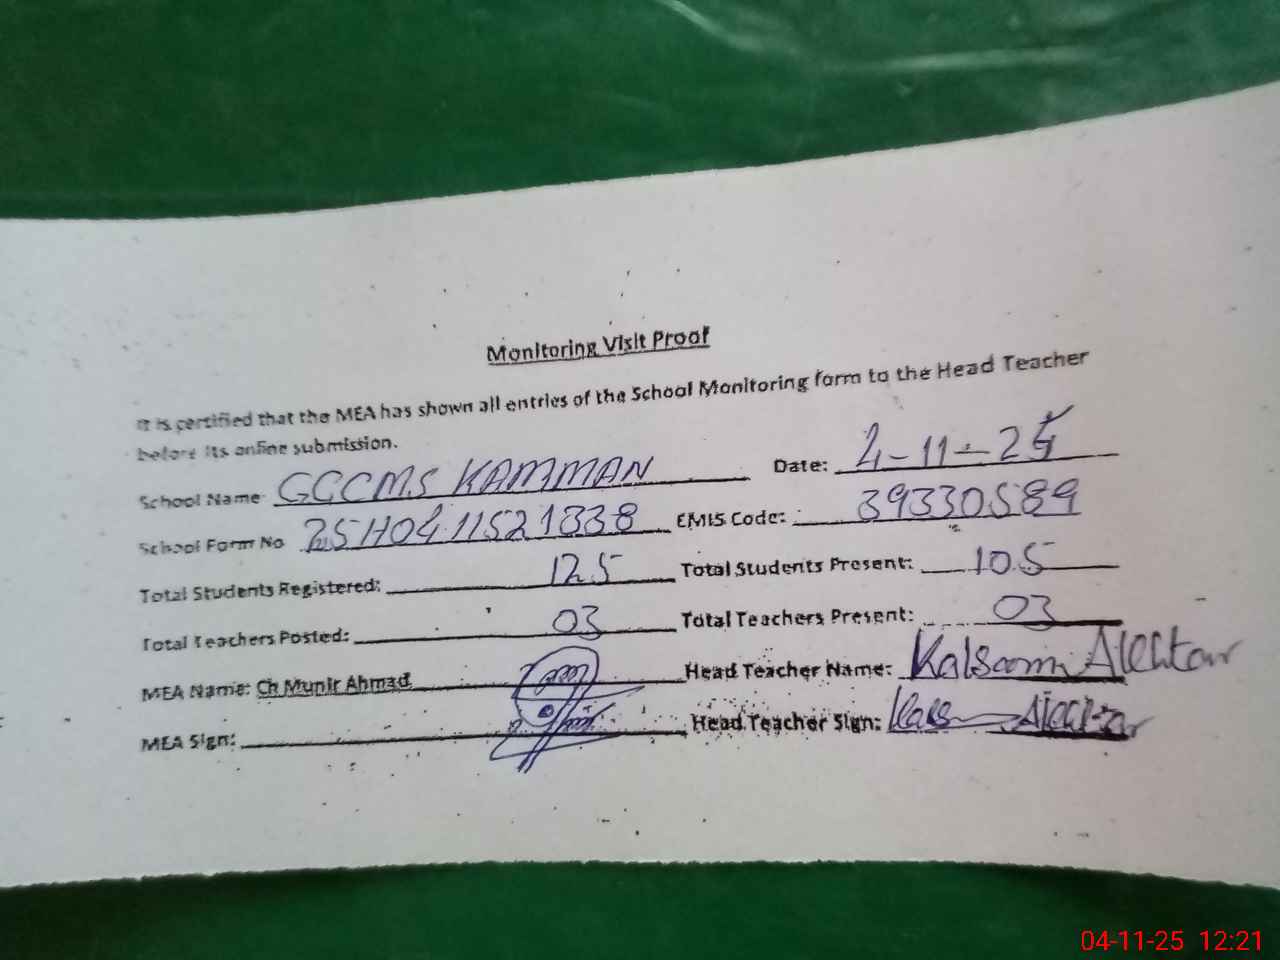 Monitoring Visit Proof
It is certified that the MEA has shown all entries of the School Monitoring form to the Head Teacher
before its online submission.
School Name: GCCMS KAMMAN Date: 4-11-25
School Form No 25H0411521338 EMIS Code: 39330589
Total Students Registered: 125 Total Students Present: 105
Total Teachers Posted: 03 Total Teachers Present: 03
MEA Name: Ch Munir Ahmad Head Teacher Name: Kalsoom Akhtar
MEA Sign: Head Teacher Sign: Akhtar
04-11-25 12:21